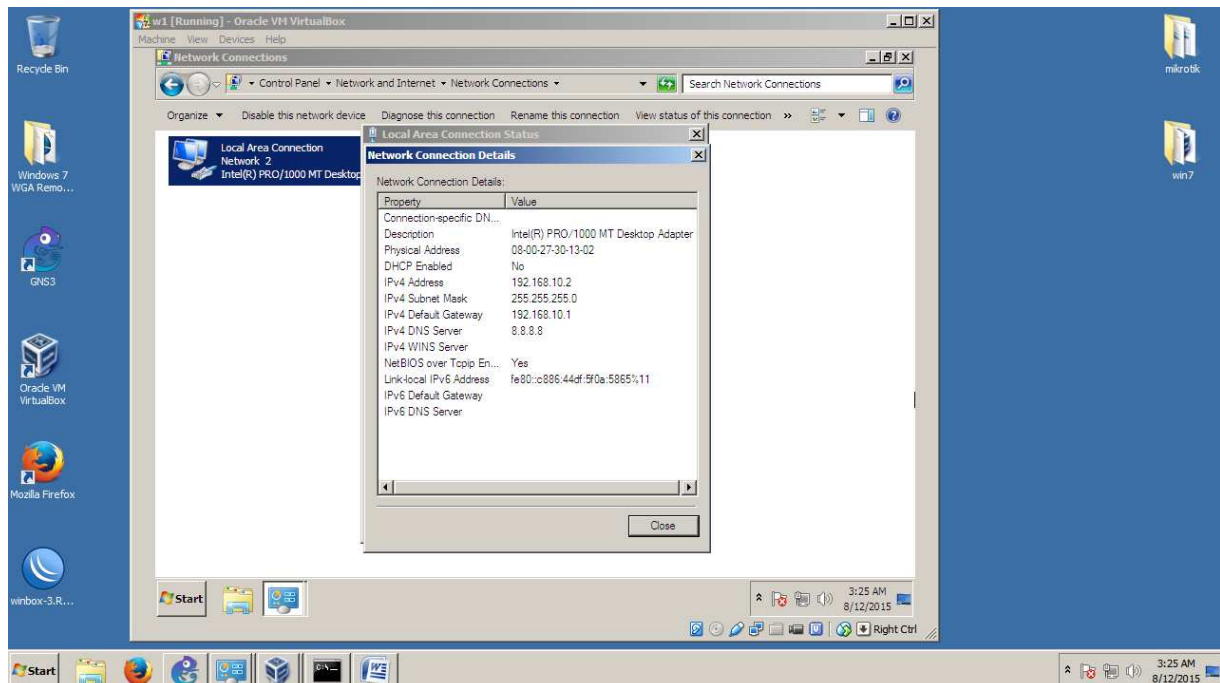 w1 [Running] - Oracle VM VirtualBox
Machine View Devices Help
Network Connections
Control Panel Network and Internet Network Connections
Search Network Connections
Organize Disable this network device Diagnose this connection Rename this connection View status of this connection »
Local Area Connection
Network 2
Intel(R) PRO/1000 MT Desktop
Local Area Connection Status
Network Connection Details
Network Connection Details:
Property Value
Connection-specific DN...
Description Intel(R) PRO/1000 MT Desktop Adapter
Physical Address 08-00-27-30-13-02
DHCP Enabled No
IPv4 Address 192.168.10.2
IPv4 Subnet Mask 255.255.255.0
IPv4 Default Gateway 192.168.10.1
IPv4 DNS Server 8.8.8.8
IPv4 WINS Server
NetBIOS over Tcpip En... Yes
Link-local IPv6 Address fe80::c886:44df:5f0a:5865%11
IPv6 Default Gateway
IPv6 DNS Server
Close
Start
3:25 AM
8/12/2015
Right Ctrl
Recycle Bin
Windows 7
WGA Remo...
GNS3
Oracle VM
VirtualBox
Mozilla Firefox
winbox-3.R...
mikrotik
win7
Start
3:25 AM
8/12/2015